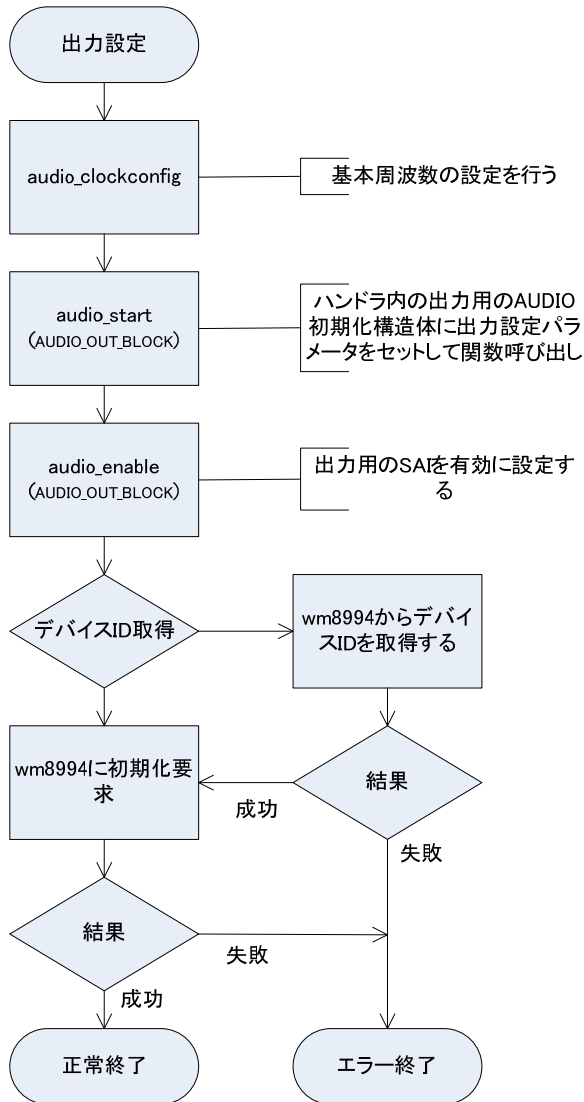 出力設定
audio_clockconfig
基本周波数の設定を行う
audio_start
(AUDIO_OUT_BLOCK)
ハンドラ内の出力用のAUDIO
初期化構造体に出力設定パラ
メータをセットして関数呼び出し
audio_enable
(AUDIO_OUT_BLOCK)
出力用のSAIを有効に設定す
る
デバイスID取得
wm8994からデバイ
スIDを取得する
wm8994に初期化要
求
結果
成功
失敗
結果
失敗
成功
正常終了
エラー終了